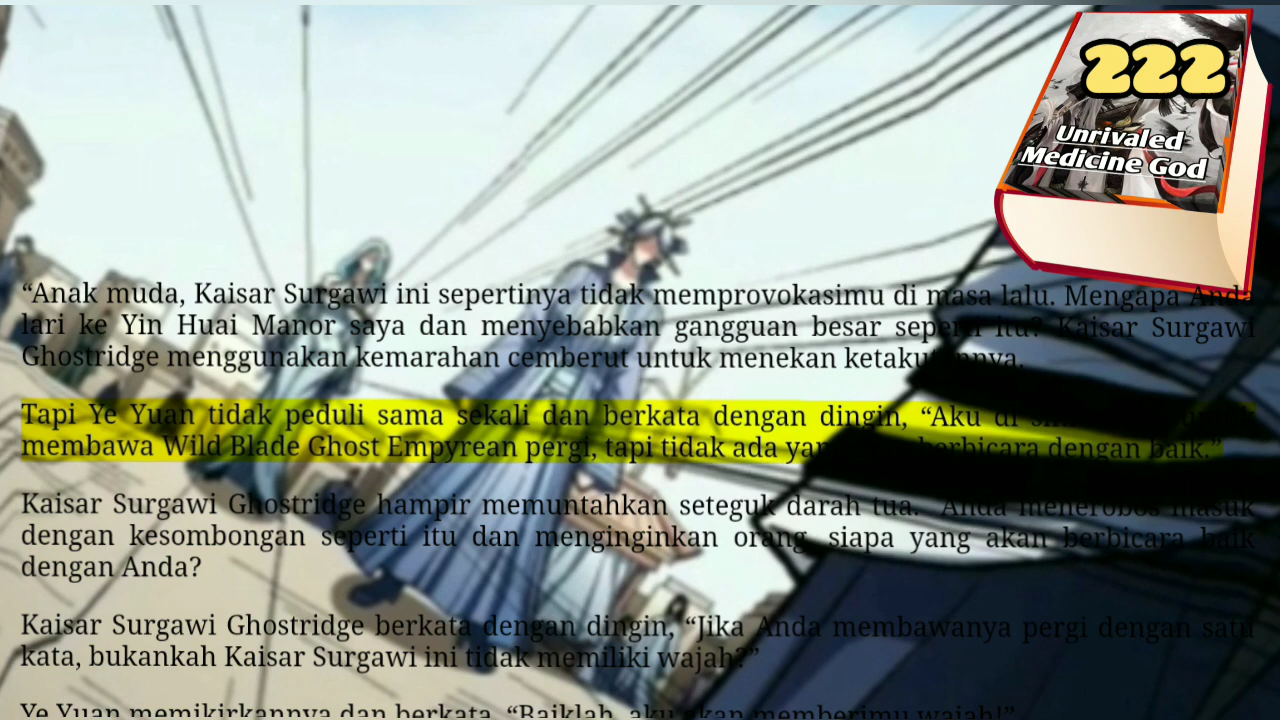 222
Unrivaled
Medicine God
“Anak muda, Kaisar Surgawi ini sepertinya tidak memprovokasimu di masa lalu. Mengapa Anda
lari ke Yin Huai Manor saya dan menyebabkan gangguan besar seperti itu? Kaisar Surgawi
Ghostridge menggunakan kemarahan cemberut untuk menekan ketakutannya.
Tapi Ye Yuan tidak peduli sama sekali dan berkata dengan dingin, “Aku di
membawa Wild Blade Ghost Empyrean pergi, tapi tidak ada yang berbicara dengan baik.”
Kaisar Surgawi Ghostridge hampir memuntahkan seteguk darah tua. “Anda menerobos masuk
dengan kesombongan seperti itu dan menginginkan orang, siapa yang akan berbicara baik
dengan Anda?
Kaisar Surgawi Ghostridge berkata dengan dingin, “Jika Anda membawanya pergi dengan satu
kata, bukankah Kaisar Surgawi ini tidak memiliki wajah?”
Ye Yuan memikirkannya dan berkata, “Baiklah, aku akan memberimu wajah!”